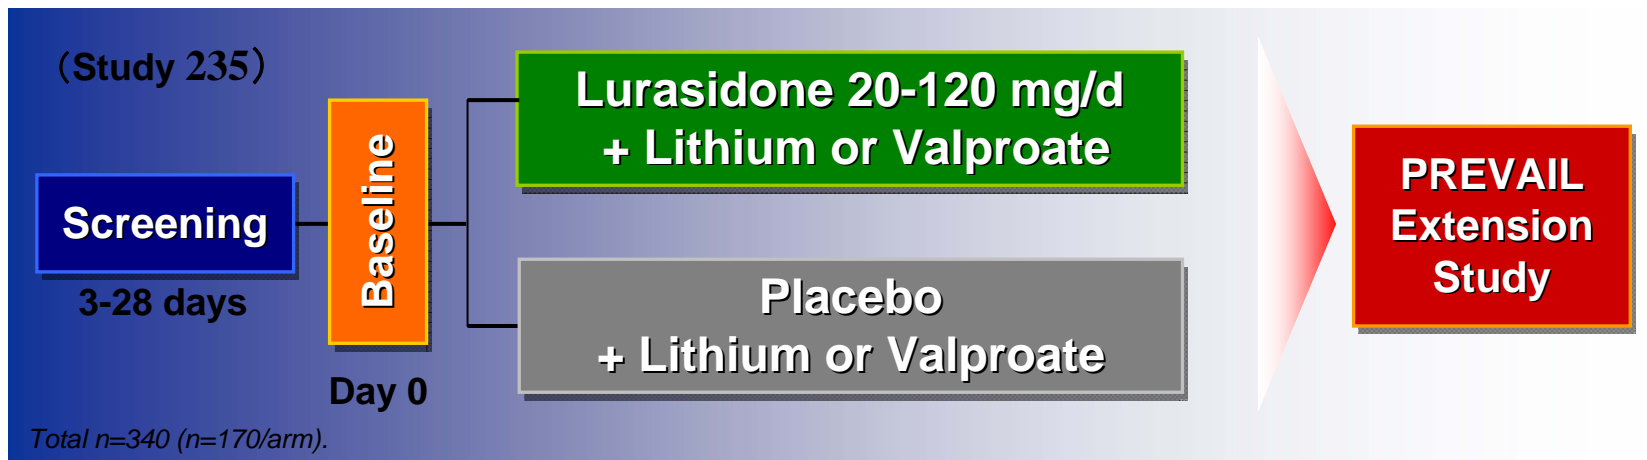 （Study 235）
Screening
3-28 days
Baseline
Day 0
Lurasidone 20-120 mg/d
+ Lithium or Valproate
Placebo
+ Lithium or Valproate
PREVAIL
Extension
Study
Total n=340 (n=170/arm).